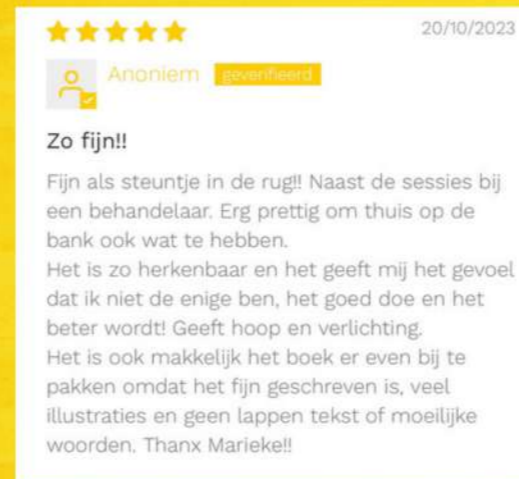 20/10/2023
Anoniem geverifieerd
Zo fijn!!
Fijn als steuntje in de rug!! Naast de sessies bij
een behandelaar. Erg prettig om thuis op de
bank ook wat te hebben.
Het is zo herkenbaar en het geeft mij het gevoel
dat ik niet de enige ben, het goed doe en het
beter wordt! Geeft hoop en verlichting.
Het is ook makkelijk het boek er even bij te
pakken omdat het fijn geschreven is, veel
illustraties en geen lappen tekst of moeilijke
woorden. Thanx Marieke!!